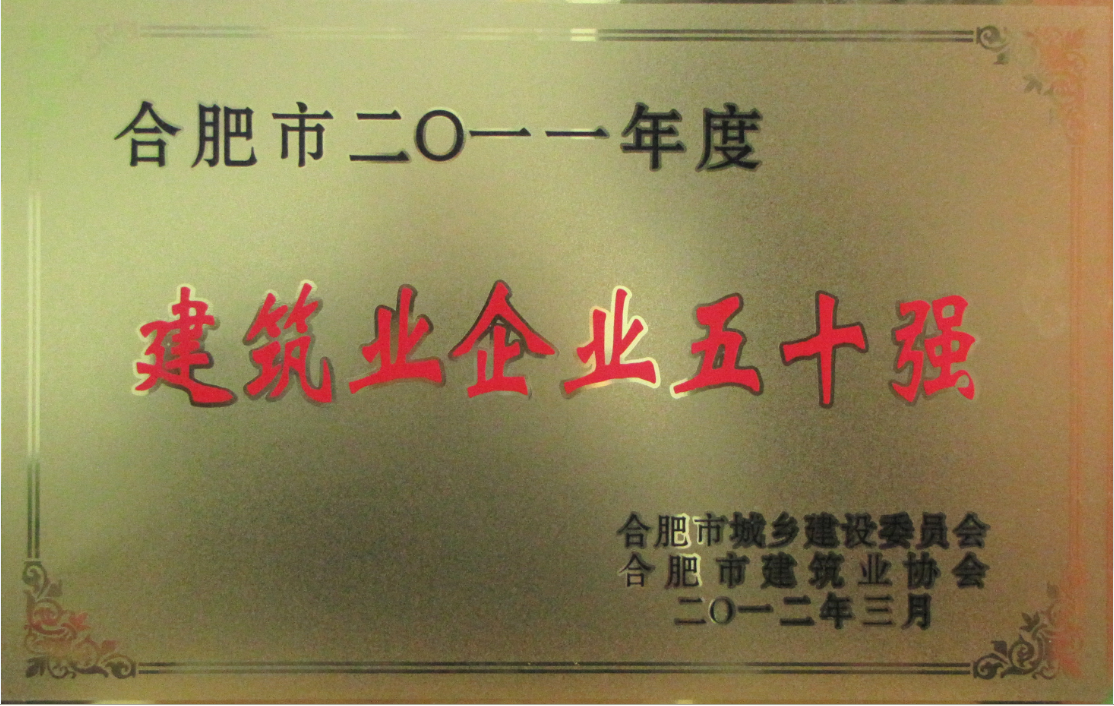 合肥市二〇一一年度
建筑业企业五十强
合肥市城乡建设委员会
合肥市建筑业协会
二〇一二年三月